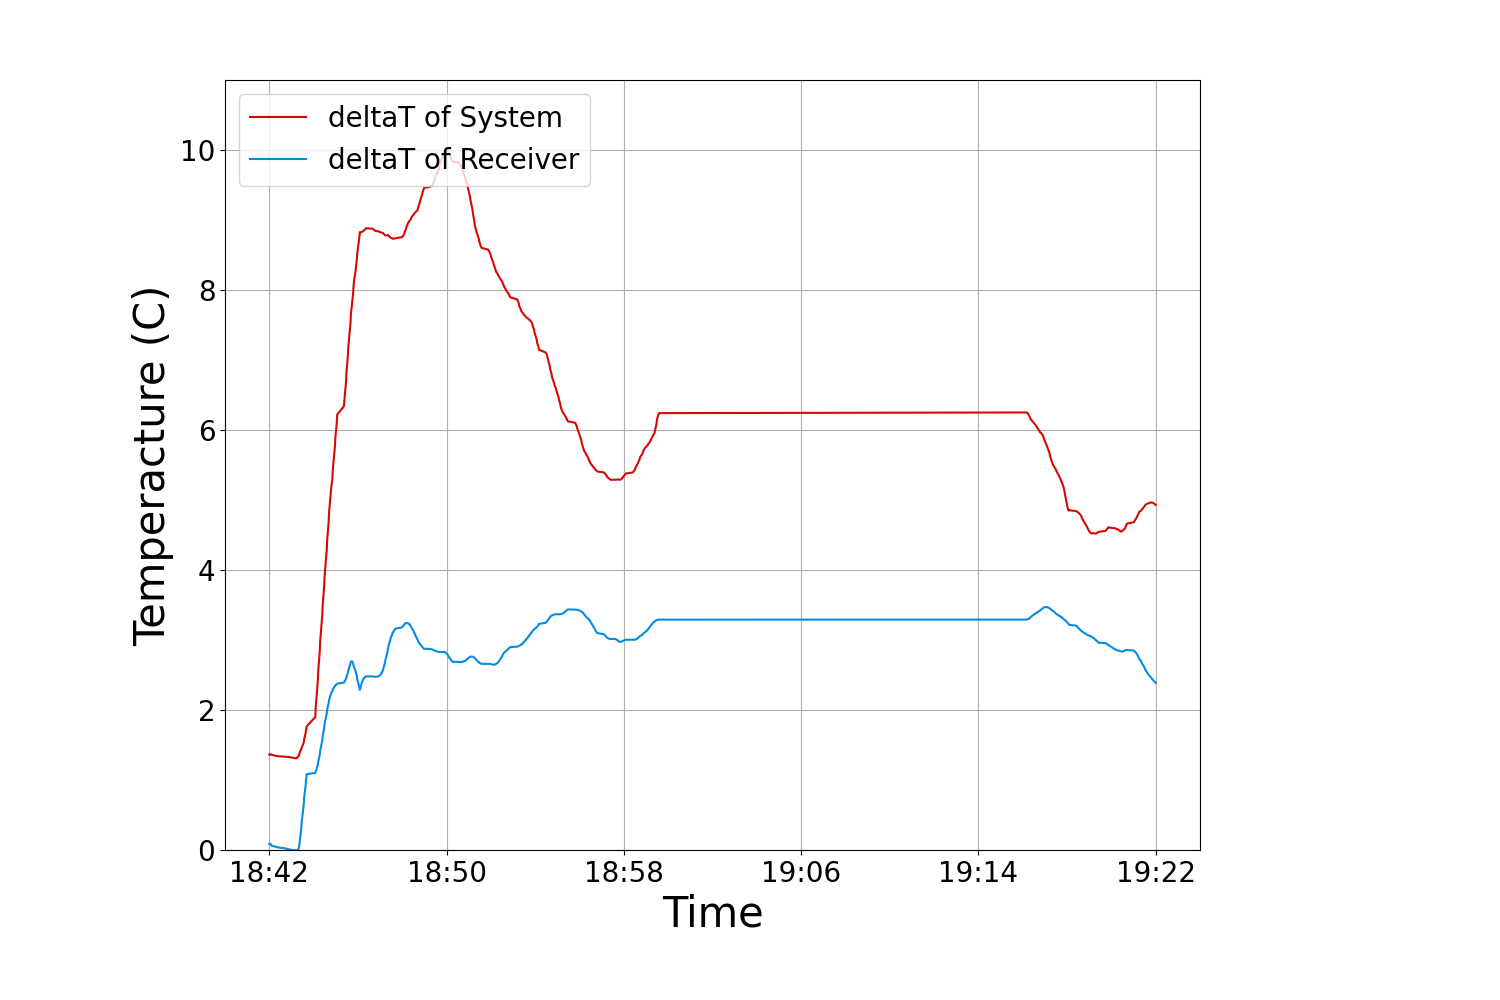 deltaT of System
deltaT of Receiver
10
8
6
4
2
0
Temperacture (C)
18:42 18:50 18:58 19:06 19:14 19:22
Time